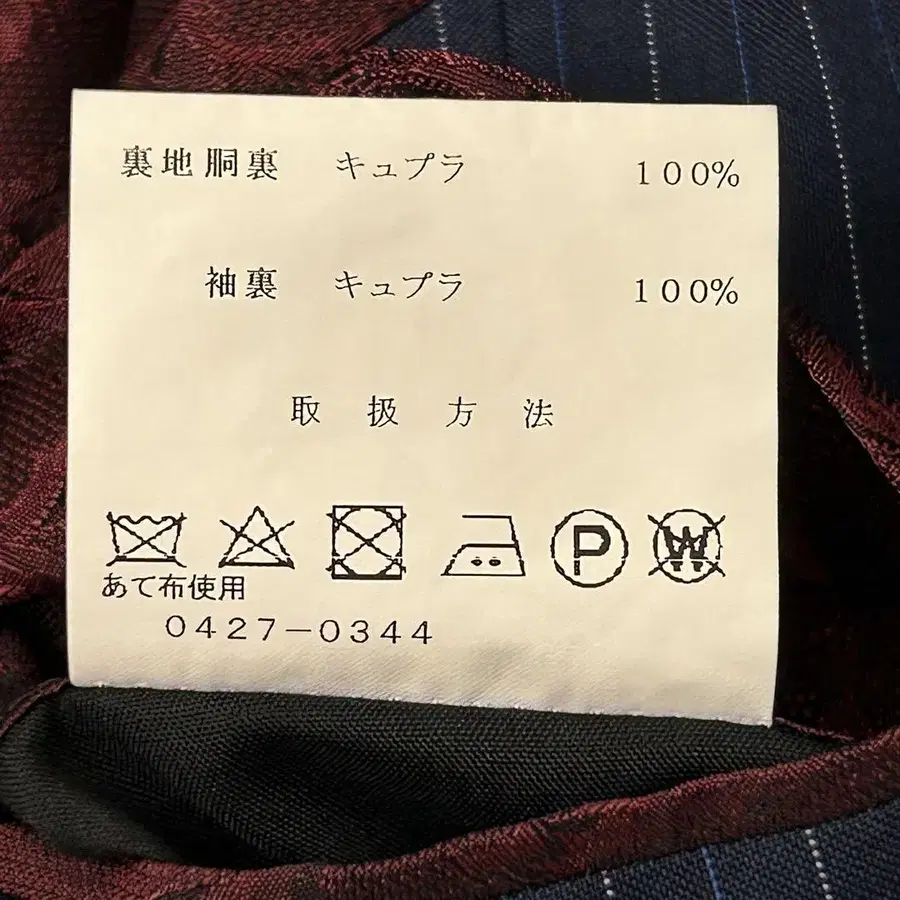 裏地胴裏 キュプラ 100%
袖裏 キュプラ 100%
取扱方法
P W
あて布使用
0427-0344